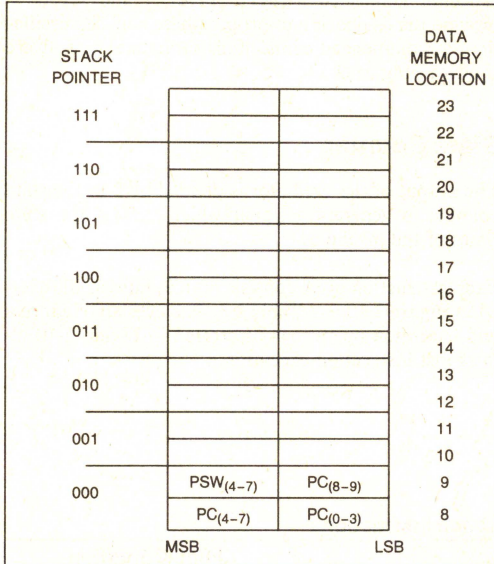 STACK
POINTER
DATA
MEMORY
LOCATION
111
23
22
110
21
20
101
19
18
100
17
16
011
15
14
010
13
12
001
11
10
000
PSW(4–7) PC(8–9) 9
PC(4–7) PC(0–3) 8
MSB LSB